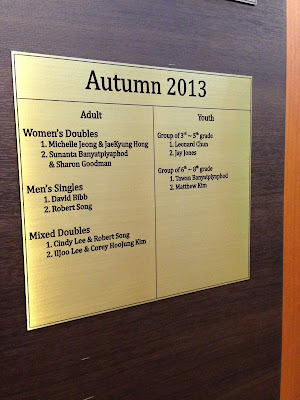 Autumn 2013
Adult
Women's Doubles
1. Michelle Jeong & JaeKyung Hong
2. Sunanta Banyatpiyaphod
& Sharon Goodman
Men's Singles
1. David Bibb
2. Robert Song
Mixed Doubles
1. Cindy Lee & Robert Song
2. IlJoo Lee & Corey HooJung Kim
Youth
Group of 3rd ~ 5th grade
1. Leonard Chun
2. Jay Jones
Group of 6th ~ 8th grade
1. Tawan Banyatpiyaphod
2. Matthew Kim